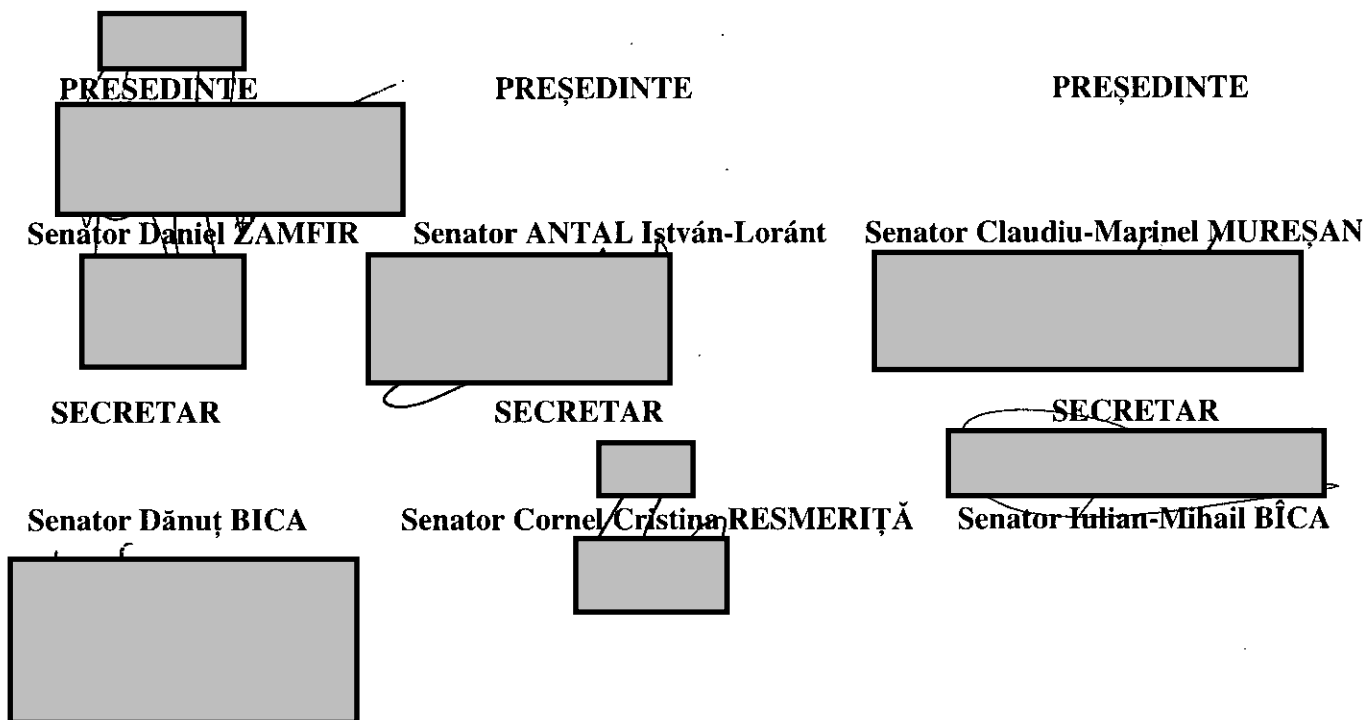 PREȘEDINTE PREȘEDINTE PREȘEDINTE
Senator Daniel ZAMFIR Senator ANTAL István-Loránt Senator Claudiu-Marinel MUREȘAN
SECRETAR SECRETAR SECRETAR
Senator Dănuț BICA Senator Cornel Cristina RESMERIȚĂ Senator Iulian-Mihail BÎCA